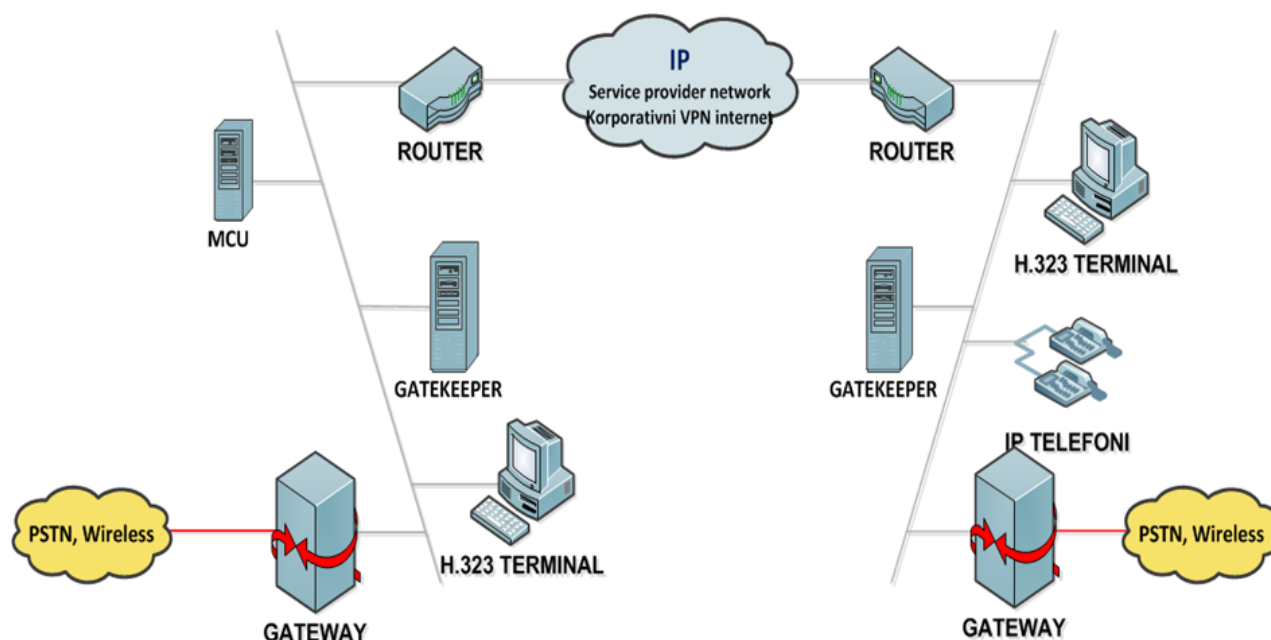 IP
Service provider network
Korporativni VPN internet
ROUTER
ROUTER
MCU
H.323 TERMINAL
GATEKEEPER
GATEKEEPER
IP TELEFONI
PSTN, Wireless
H.323 TERMINAL
PSTN, Wireless
GATEWAY
GATEWAY